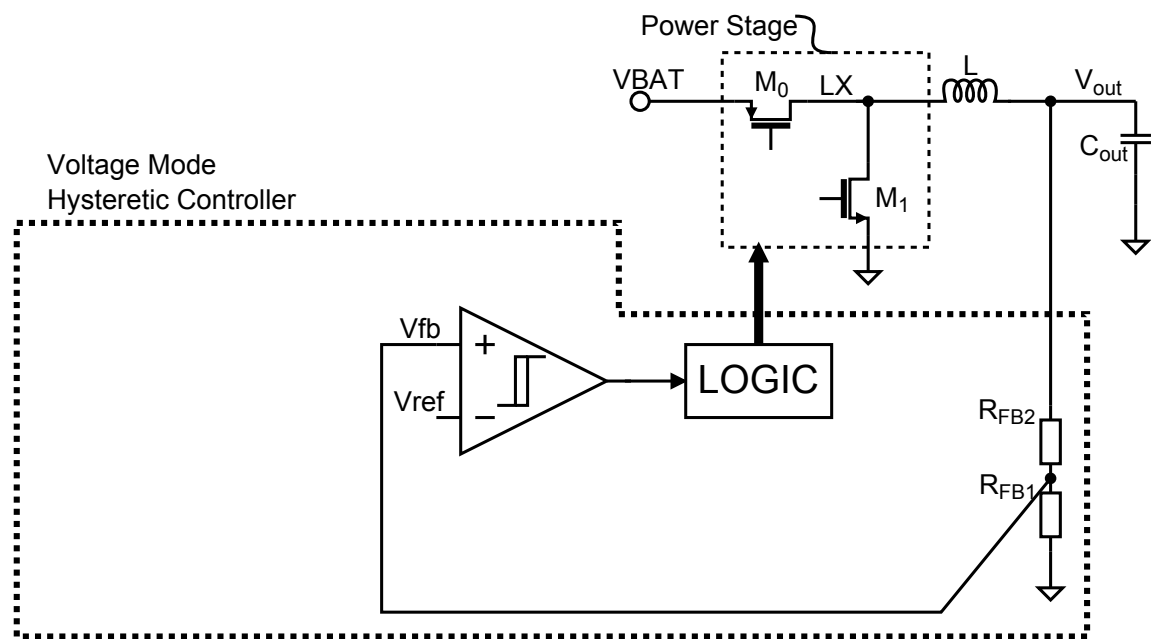 Power Stage
VBAT
M0
LX
L
Vout
Cout
M1
Voltage Mode
Hysteretic Controller
Vfb
+
Vref
−
LOGIC
RFB2
RFB1